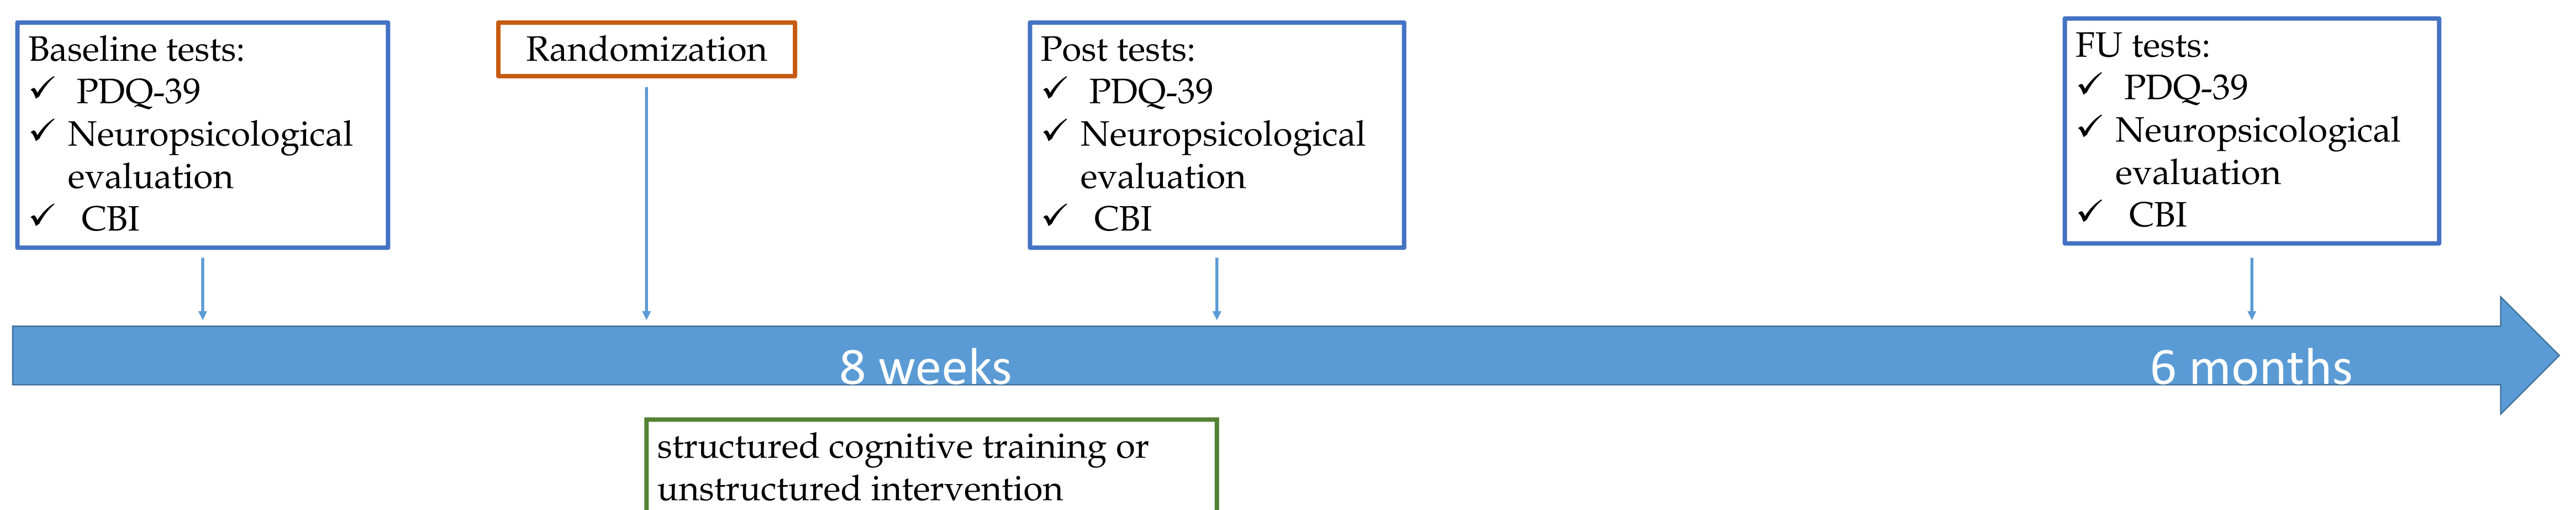 Baseline tests:
✓ PDQ-39
✓ Neuropsicological
evaluation
✓ CBI
Randomization
Post tests:
✓ PDQ-39
✓ Neuropsicological
evaluation
✓ CBI
FU tests:
✓ PDQ-39
✓ Neuropsicological
evaluation
✓ CBI
8 weeks
6 months
structured cognitive training or
unstructured intervention